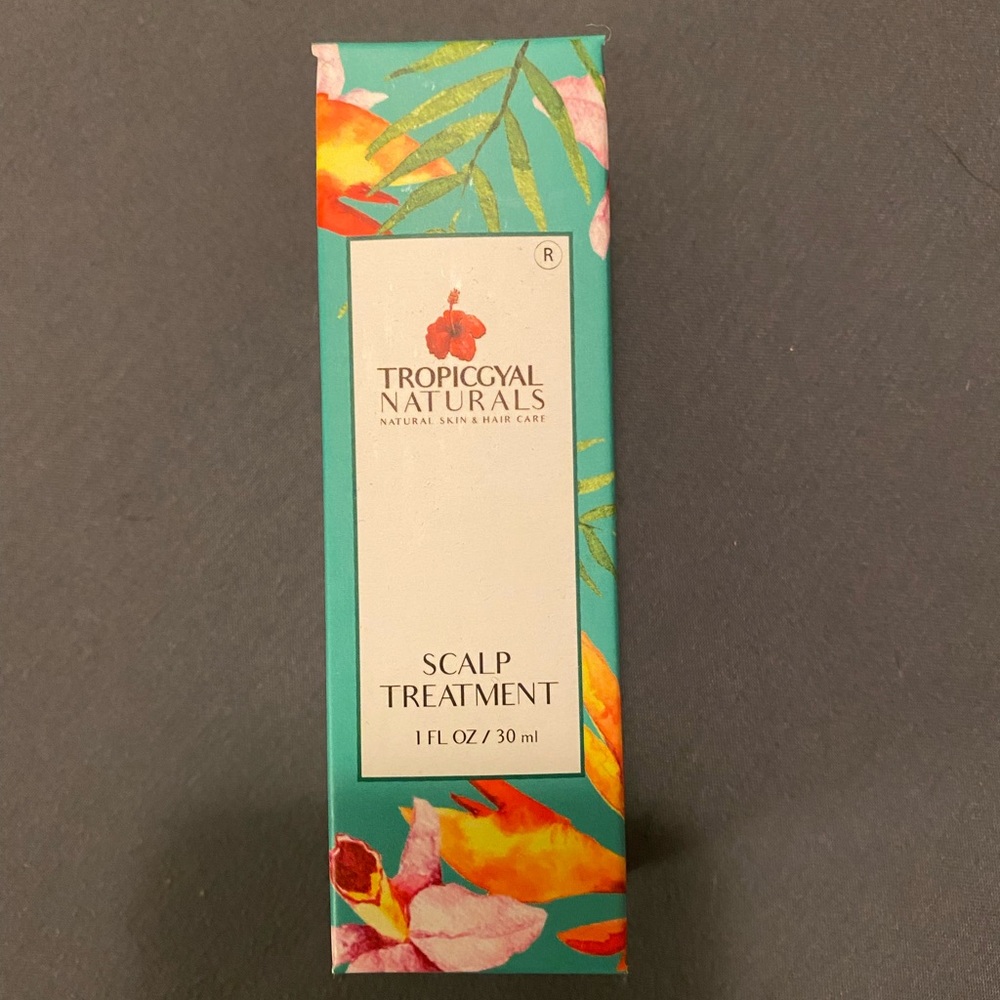 R
TROPICGYAL
NATURALS
NATURAL SKIN & HAIR CARE
SCALP
TREATMENT
1 FL OZ / 30 ml